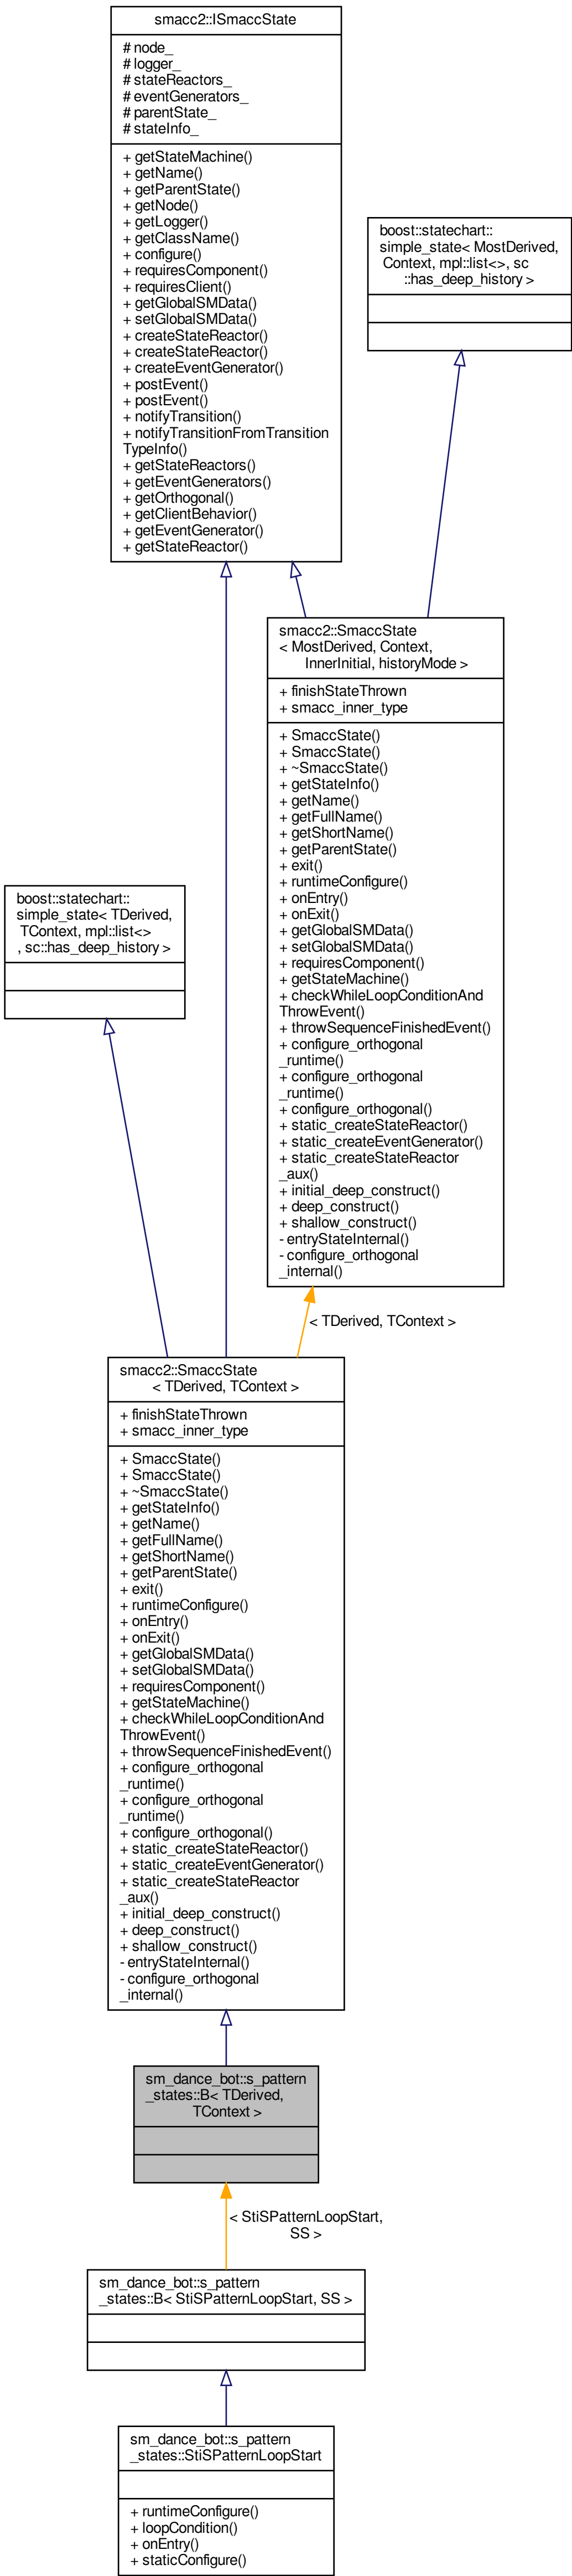 smacc2::ISmaccState
# node_
# logger_
# stateReactors_
# eventGenerators_
# parentState_
# stateInfo_
+ getStateMachine()
+ getName()
+ getParentState()
+ getNode()
+ getLogger()
+ getClassName()
+ configure()
+ requiresComponent()
+ requiresClient()
+ getGlobalSMData()
+ setGlobalSMData()
+ createStateReactor()
+ createStateReactor()
+ createEventGenerator()
+ postEvent()
+ postEvent()
+ notifyTransition()
+ notifyTransitionFromTransition
TypeInfo()
+ getStateReactors()
+ getEventGenerators()
+ getOrthogonal()
+ getClientBehavior()
+ getEventGenerator()
+ getStateReactor()
boost::statechart::
simple_state< MostDerived,
Context, mpl::list<>, sc
::has_deep_history >
smacc2::SmaccState
< MostDerived, Context,
InnerInitial, historyMode >
+ finishStateThrown
+ smacc_inner_type
+ SmaccState()
+ SmaccState()
+ ~SmaccState()
+ getStateInfo()
+ getName()
+ getFullName()
+ getShortName()
+ getParentState()
+ exit()
+ runtimeConfigure()
+ onEntry()
+ onExit()
+ getGlobalSMData()
+ setGlobalSMData()
+ requiresComponent()
+ getStateMachine()
+ checkWhileLoopConditionAnd
ThrowEvent()
+ throwSequenceFinishedEvent()
+ configure_orthogonal
_runtime()
+ configure_orthogonal
_runtime()
+ configure_orthogonal()
+ static_createStateReactor()
+ static_createEventGenerator()
+ static_createStateReactor
_aux()
+ initial_deep_construct()
+ deep_construct()
+ shallow_construct()
- entryStateInternal()
- configure_orthogonal
_internal()
boost::statechart::
simple_state< TDerived,
TContext, mpl::list<>
, sc::has_deep_history >
< TDerived, TContext >
smacc2::SmaccState
< TDerived, TContext >
+ finishStateThrown
+ smacc_inner_type
+ SmaccState()
+ SmaccState()
+ ~SmaccState()
+ getStateInfo()
+ getName()
+ getFullName()
+ getShortName()
+ getParentState()
+ exit()
+ runtimeConfigure()
+ onEntry()
+ onExit()
+ getGlobalSMData()
+ setGlobalSMData()
+ requiresComponent()
+ getStateMachine()
+ checkWhileLoopConditionAnd
ThrowEvent()
+ throwSequenceFinishedEvent()
+ configure_orthogonal
_runtime()
+ configure_orthogonal
_runtime()
+ configure_orthogonal()
+ static_createStateReactor()
+ static_createEventGenerator()
+ static_createStateReactor
_aux()
+ initial_deep_construct()
+ deep_construct()
+ shallow_construct()
- entryStateInternal()
- configure_orthogonal
_internal()
sm_dance_bot::s_pattern
_states::B< TDerived,
TContext >
< StiSPatternLoopStart,
SS >
sm_dance_bot::s_pattern
_states::B< StiSPatternLoopStart, SS >
sm_dance_bot::s_pattern
_states::StiSPatternLoopStart
+ runtimeConfigure()
+ loopCondition()
+ onEntry()
+ staticConfigure()